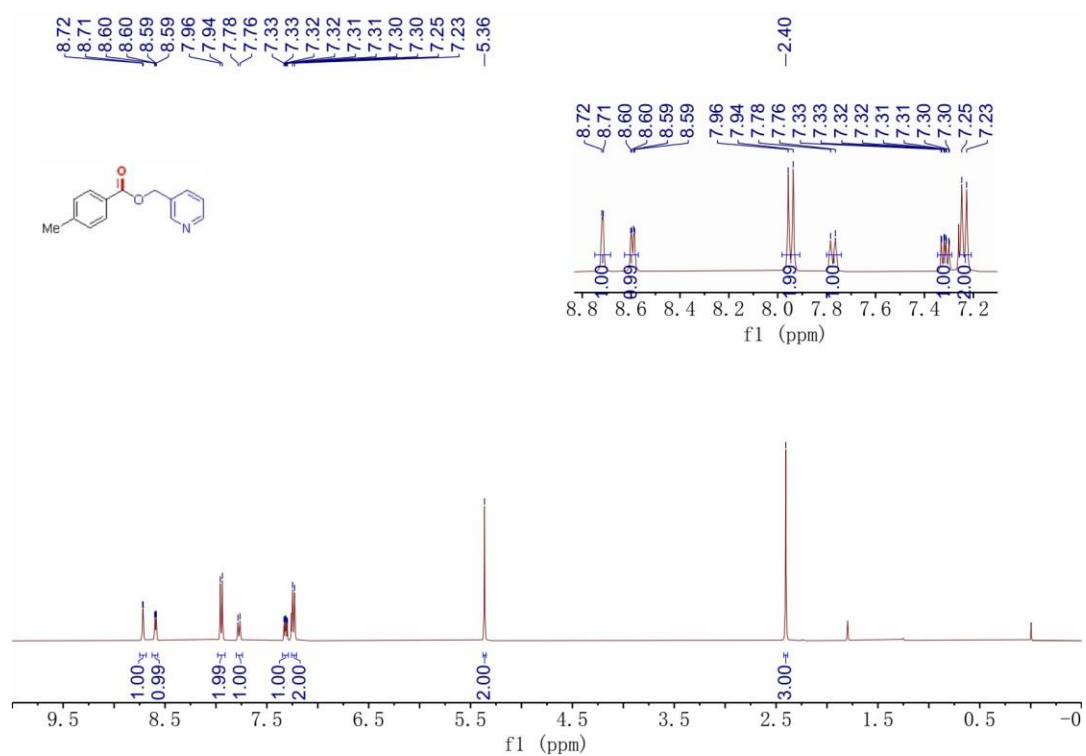 8.72 8.71 8.60 8.60 8.59 8.59 7.96 7.94 7.78 7.76 7.33 7.33 7.32 7.32 7.31 7.31 7.30 7.30 7.25 7.23 5.36 2.40
8.72 8.71 8.60 8.60 8.59 8.59 7.96 7.94 7.78 7.76 7.33 7.33 7.32 7.32 7.31 7.31 7.30 7.30 7.25 7.23
O
O
Me
N
1.00 0.99 1.99 1.00 1.00 2.00
8.8 8.6 8.4 8.2 8.0 7.8 7.6 7.4 7.2
f1 (ppm)
1.00 0.99 1.99 1.00 1.00 2.00 2.00 3.00
9.5 8.5 7.5 6.5 5.5 4.5 3.5 2.5 1.5 0.5 -0
f1 (ppm)